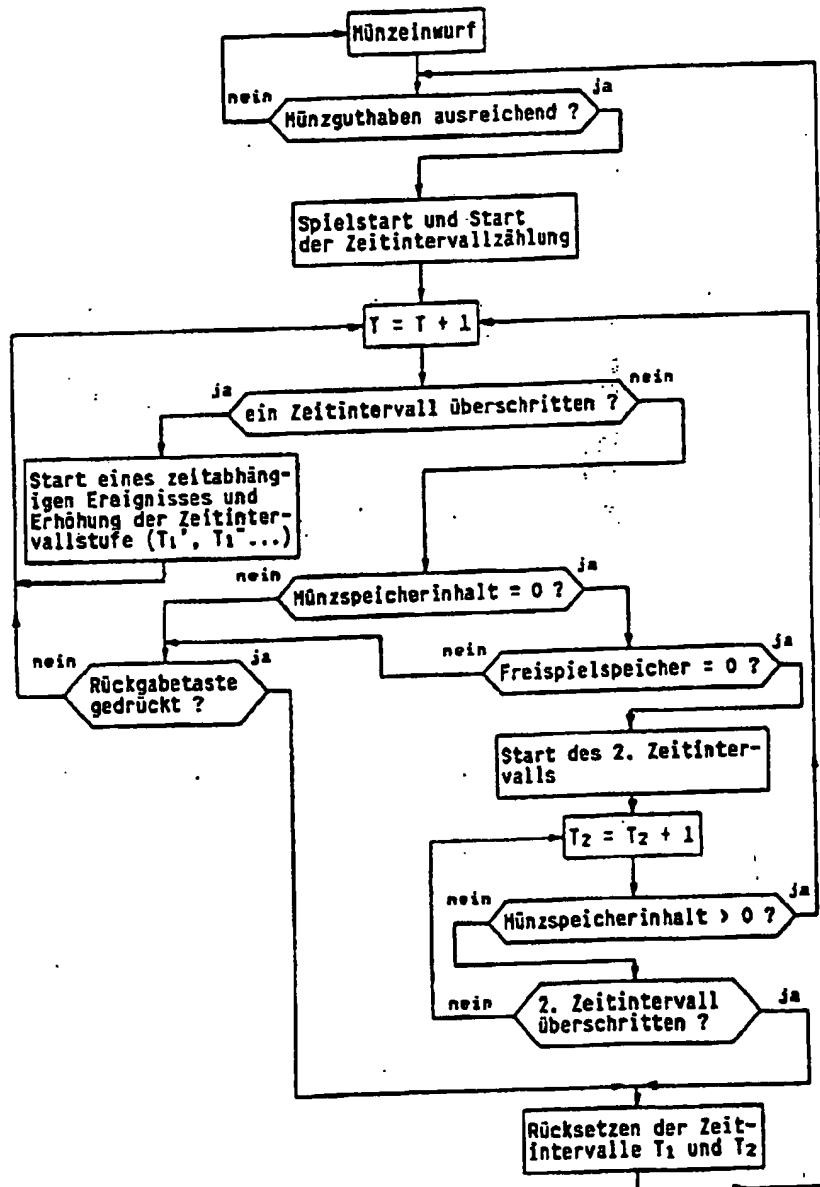 Münzeinwurf
nein
ja
Münzguthaben ausreichend ?
Spielstart und Start
der Zeitintervallzählung
T = T + 1
ja
nein
ein Zeitintervall überschritten ?
Start eines zeitabhäng-
igen Ereignisses und
Erhöhung der Zeitinter-
vallstufe (T1', T1"...)
nein
ja
Münzspeicherinhalt = 0 ?
nein
ja
Rückgabetaste
gedrückt ?
nein
ja
Freispielspeicher = 0 ?
Start des 2. Zeitinter-
valls
T2 = T2 + 1
nein
ja
Münzspeicherinhalt > 0 ?
nein
ja
2. Zeitintervall
überschritten ?
Rücksetzen der Zeit-
intervalle T1 und T2